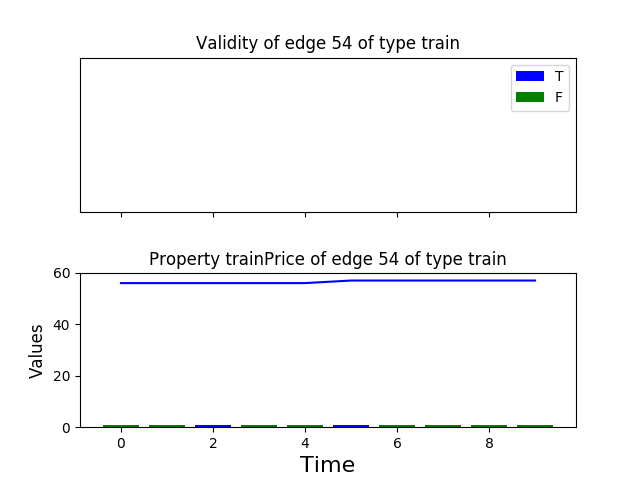 Validity of edge 54 of type train
T
F
Property trainPrice of edge 54 of type train
60
40
20
0
Values
0 2 4 6 8
Time